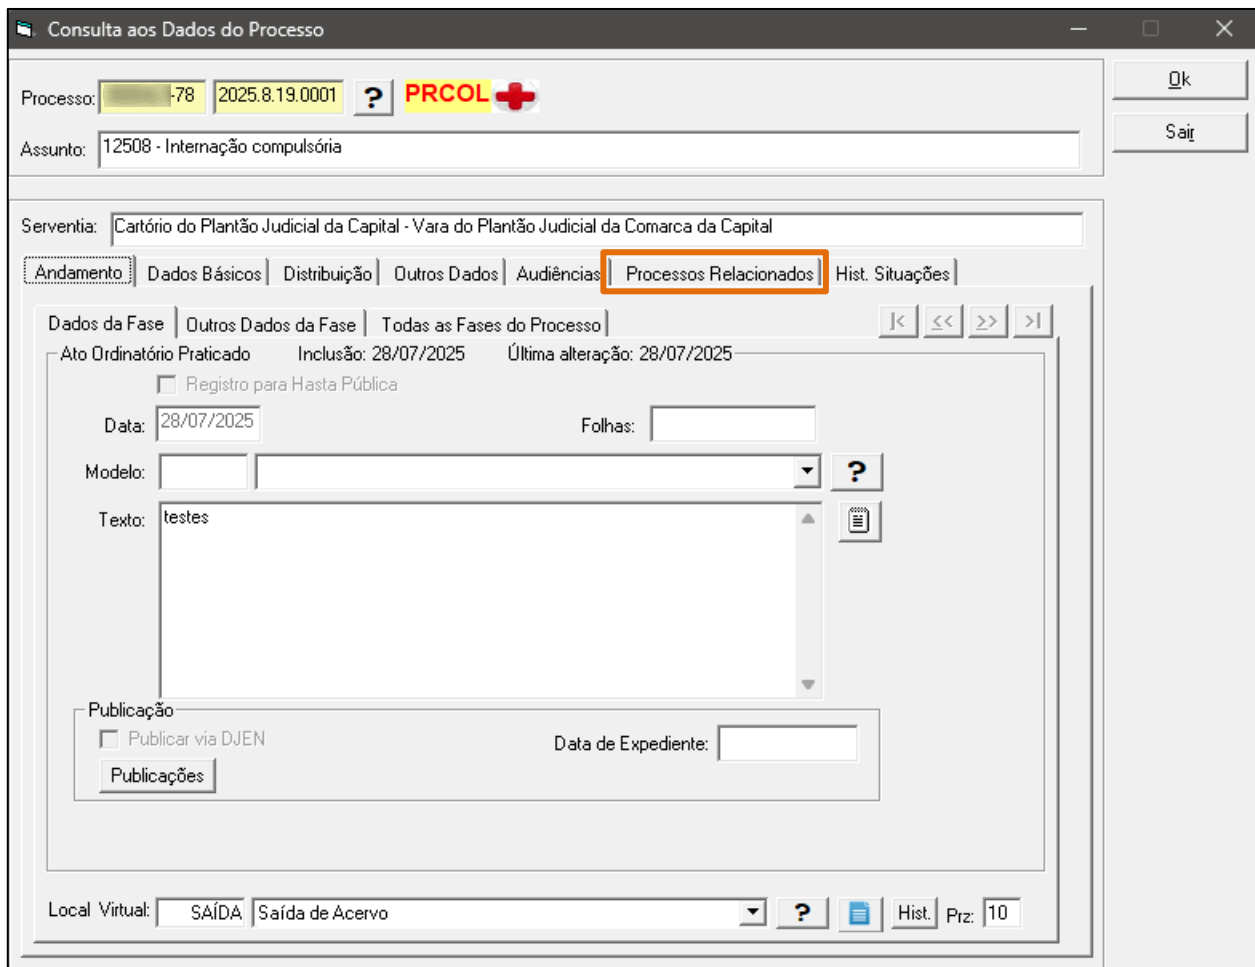 Consulta aos Dados do Processo
Processo: -78 2025.8.19.0001 ? PRCOL
Ok
Assunto: 12508 - Internação compulsória
Sair
Serventia: Cartório do Plantão Judicial da Capital - Vara do Plantão Judicial da Comarca da Capital
Andamento Dados Básicos Distribuição Outros Dados Audiências Processos Relacionados Hist. Situações
Dados da Fase Outros Dados da Fase Todas as Fases do Processo |< << >> >|
Ato Ordinatório Praticado Inclusão: 28/07/2025 Última alteração: 28/07/2025
Registro para Hasta Pública
Data: 28/07/2025 Folhas:
Modelo: ?
Texto: testes
Publicação
Publicar via DJEN Data de Expediente:
Publicações
Local Virtual: SAÍDA Saída de Acervo ? Hist. Prz: 10